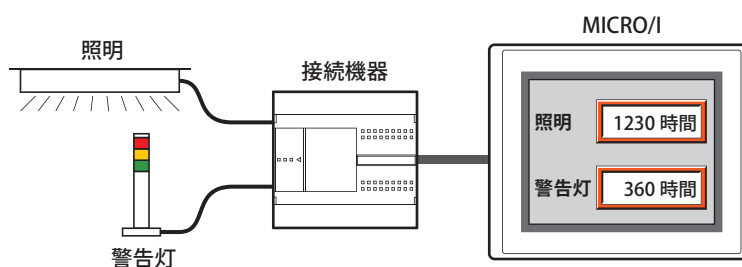 MICRO/I
照明
接続機器
照明 1230 時間
警告灯 360 時間
警告灯